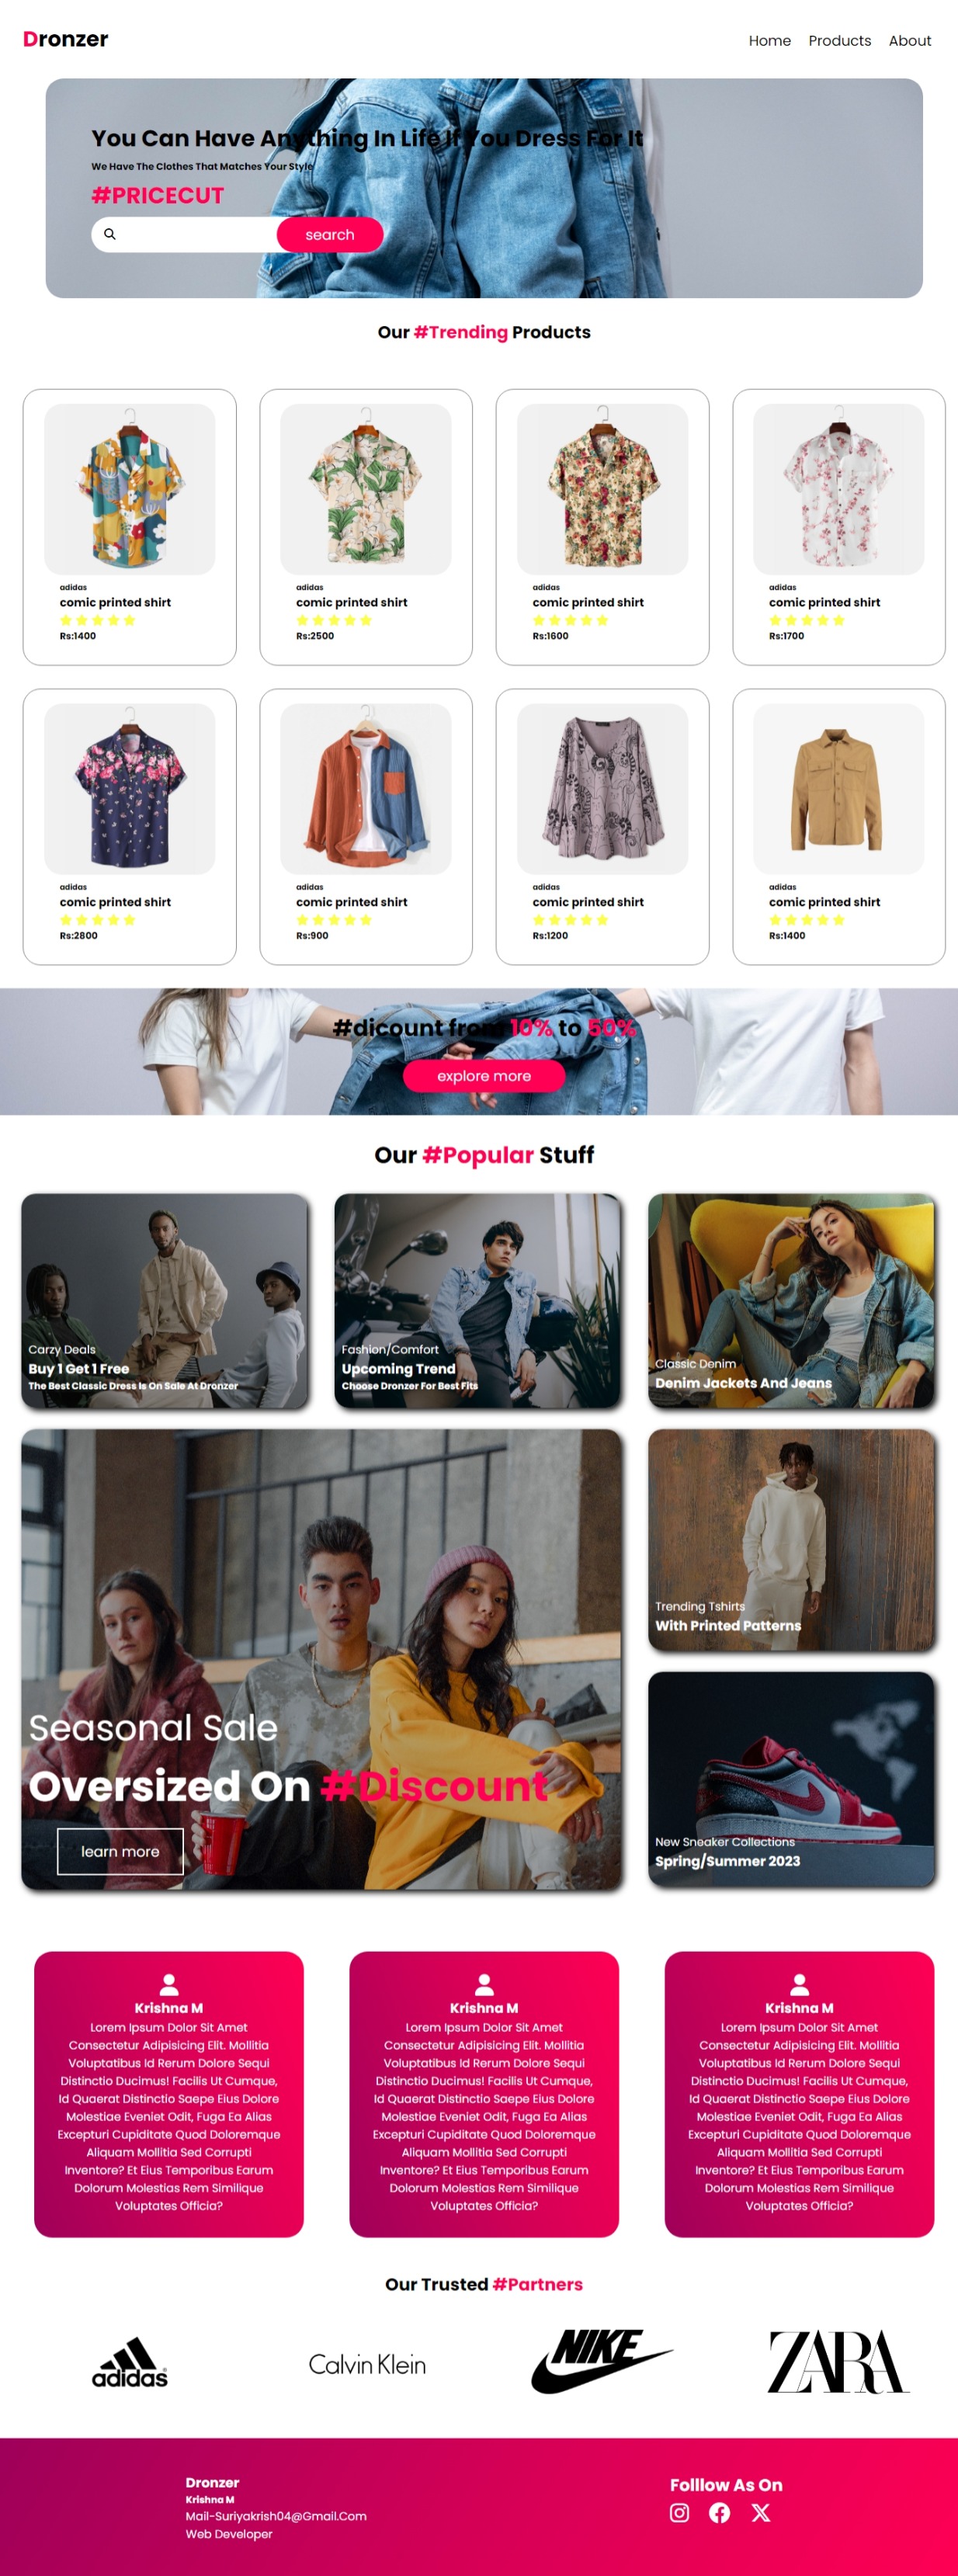 Dronzer
Home Products About
You Can Have Anything In Life If You Dress For It
We Have The Clothes That Matches Your Style
#PRICECUT
search
Our #Trending Products
adidas
comic printed shirt
Rs:1400
adidas
comic printed shirt
Rs:2500
adidas
comic printed shirt
Rs:1600
adidas
comic printed shirt
Rs:1700
adidas
comic printed shirt
Rs:2800
adidas
comic printed shirt
Rs:900
adidas
comic printed shirt
Rs:1200
adidas
comic printed shirt
Rs:1400
#dicount from 10% to 50%
explore more
Our #Popular Stuff
Carzy Deals
Buy 1 Get 1 Free
The Best Classic Dress Is On Sale At Dronzer
Fashion/Comfort
Upcoming Trend
Choose Dronzer For Best Fits
Classic Denim
Denim Jackets And Jeans
Seasonal Sale
Oversized On #Discount
learn more
Trending Tshirts
With Printed Patterns
New Sneaker Collections
Spring/Summer 2023
Krishna M
Lorem Ipsum Dolor Sit Amet
Consectetur Adipisicing Elit. Mollitia
Voluptatibus Id Rerum Dolore Sequi
Distinctio Ducimus! Facilis Ut Cumque,
Id Quaerat Distinctio Saepe Eius Dolore
Molestiae Eveniet Odit, Fuga Ea Alias
Excepturi Cupiditate Quod Doloremque
Aliquam Mollitia Sed Corrupti
Inventore? Et Eius Temporibus Earum
Dolorum Molestias Rem Similique
Voluptates Officia?
Krishna M
Lorem Ipsum Dolor Sit Amet
Consectetur Adipisicing Elit. Mollitia
Voluptatibus Id Rerum Dolore Sequi
Distinctio Ducimus! Facilis Ut Cumque,
Id Quaerat Distinctio Saepe Eius Dolore
Molestiae Eveniet Odit, Fuga Ea Alias
Excepturi Cupiditate Quod Doloremque
Aliquam Mollitia Sed Corrupti
Inventore? Et Eius Temporibus Earum
Dolorum Molestias Rem Similique
Voluptates Officia?
Krishna M
Lorem Ipsum Dolor Sit Amet
Consectetur Adipisicing Elit. Mollitia
Voluptatibus Id Rerum Dolore Sequi
Distinctio Ducimus! Facilis Ut Cumque,
Id Quaerat Distinctio Saepe Eius Dolore
Molestiae Eveniet Odit, Fuga Ea Alias
Excepturi Cupiditate Quod Doloremque
Aliquam Mollitia Sed Corrupti
Inventore? Et Eius Temporibus Earum
Dolorum Molestias Rem Similique
Voluptates Officia?
Our Trusted #Partners
adidas
Calvin Klein
NIKE
ZARA
Dronzer
Krishna M
Mail-Suriyakrish04@Gmail.Com
Web Developer
Folllow As On